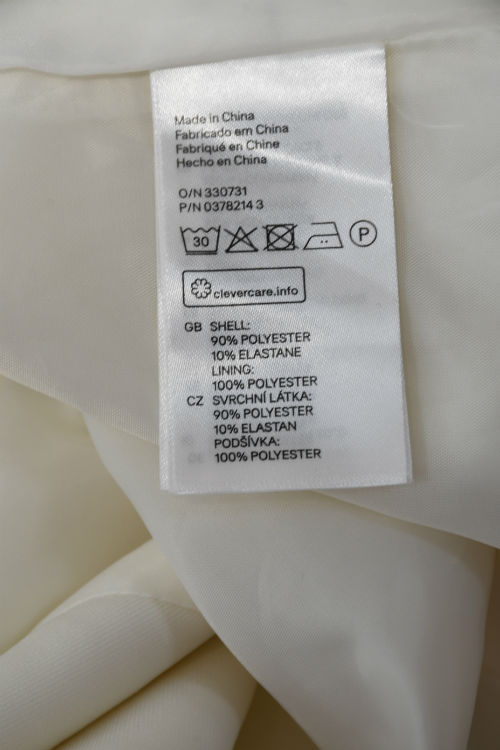 Made in China
Fabricado em China
Fabriqué en Chine
Hecho en China
O/N 330731
P/N 0378214 3
30
P
clevercare.info
GB SHELL:
90% POLYESTER
10% ELASTANE
LINING:
100% POLYESTER
CZ SVRCHNÍ LÁTKA:
90% POLYESTER
10% ELASTAN
PODŠÍVKA:
100% POLYESTER